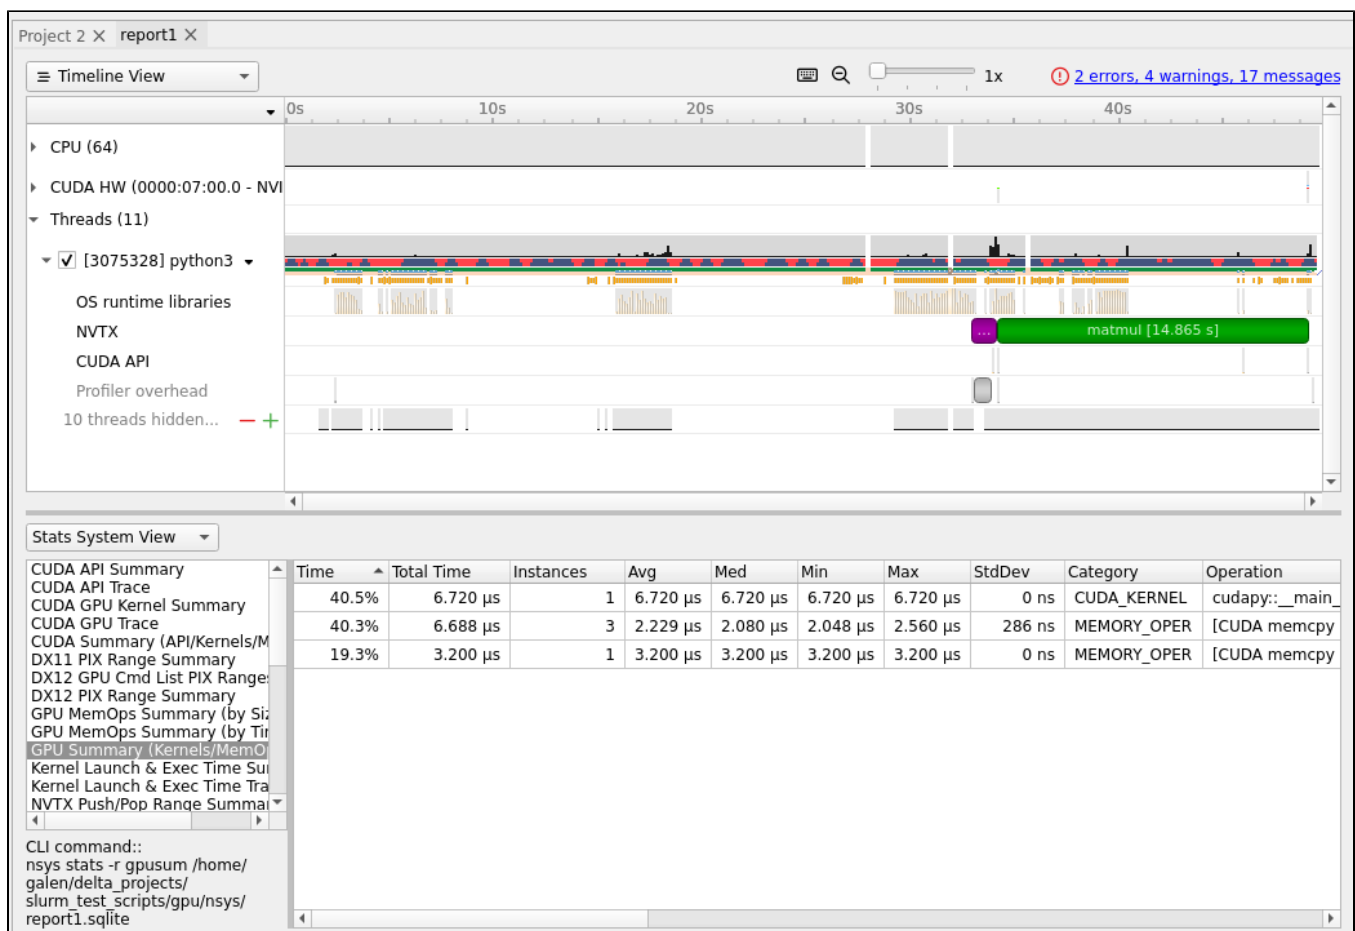 Project 2
report1
Timeline View
1x
2 errors, 4 warnings, 17 messages
0s 10s 20s 30s 40s
CPU (64)
CUDA HW (0000:07:00.0 - NVI
Threads (11)
[3075328] python3
OS runtime libraries
NVTX
... matmul [14.865 s]
CUDA API
Profiler overhead
10 threads hidden...
Stats System View
CUDA API Summary
CUDA API Trace
CUDA GPU Kernel Summary
CUDA GPU Trace
CUDA Summary (API/Kernels/M
DX11 PIX Range Summary
DX12 GPU Cmd List PIX Range
DX12 PIX Range Summary
GPU MemOps Summary (by Siz
GPU MemOps Summary (by Tim
GPU Summary (Kernels/MemO
Kernel Launch & Exec Time Sur
Kernel Launch & Exec Time Tra
NVTX Push/Pop Range Summar
Time Total Time Instances Avg Med Min Max StdDev Category Operation
40.5% 6.720 μs 1 6.720 μs 6.720 μs 6.720 μs 6.720 μs 0 ns CUDA_KERNEL cudapy::__main_
40.3% 6.688 μs 3 2.229 μs 2.080 μs 2.048 μs 2.560 μs 286 ns MEMORY_OPER [CUDA memcpy
19.3% 3.200 μs 1 3.200 μs 3.200 μs 3.200 μs 3.200 μs 0 ns MEMORY_OPER [CUDA memcpy
CLI command::
nsys stats -r gpusum /home/
galen/delta_projects/
slurm_test_scripts/gpu/nsys/
report1.sqlite